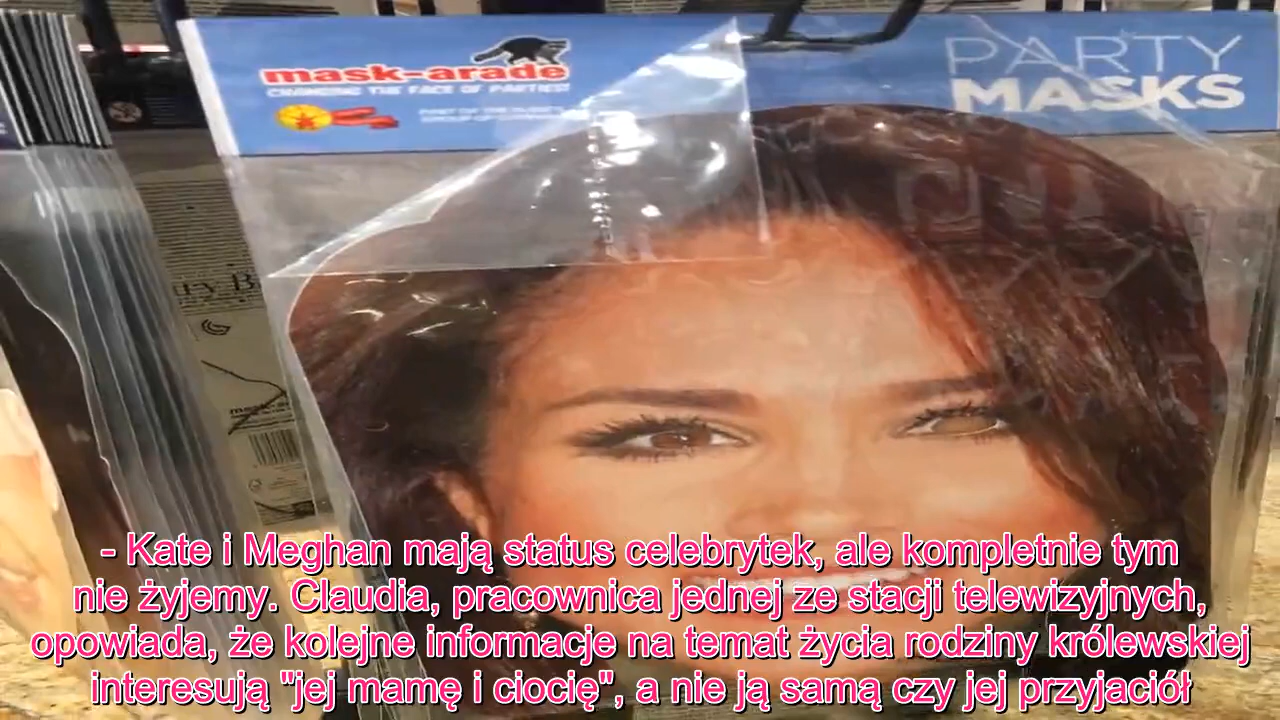 mask-arade
CHANGING THE FACE OF PARTIES!
PARTY
MASKS
- Kate i Meghan mają status celebrytek, ale kompletnie tym
nie żyjemy. Claudia, pracownica jednej ze stacji telewizyjnych,
opowiada, że kolejne informacje na temat życia rodziny królewskiej
interesują "jej mamę i ciocię", a nie ją samą czy jej przyjaciół